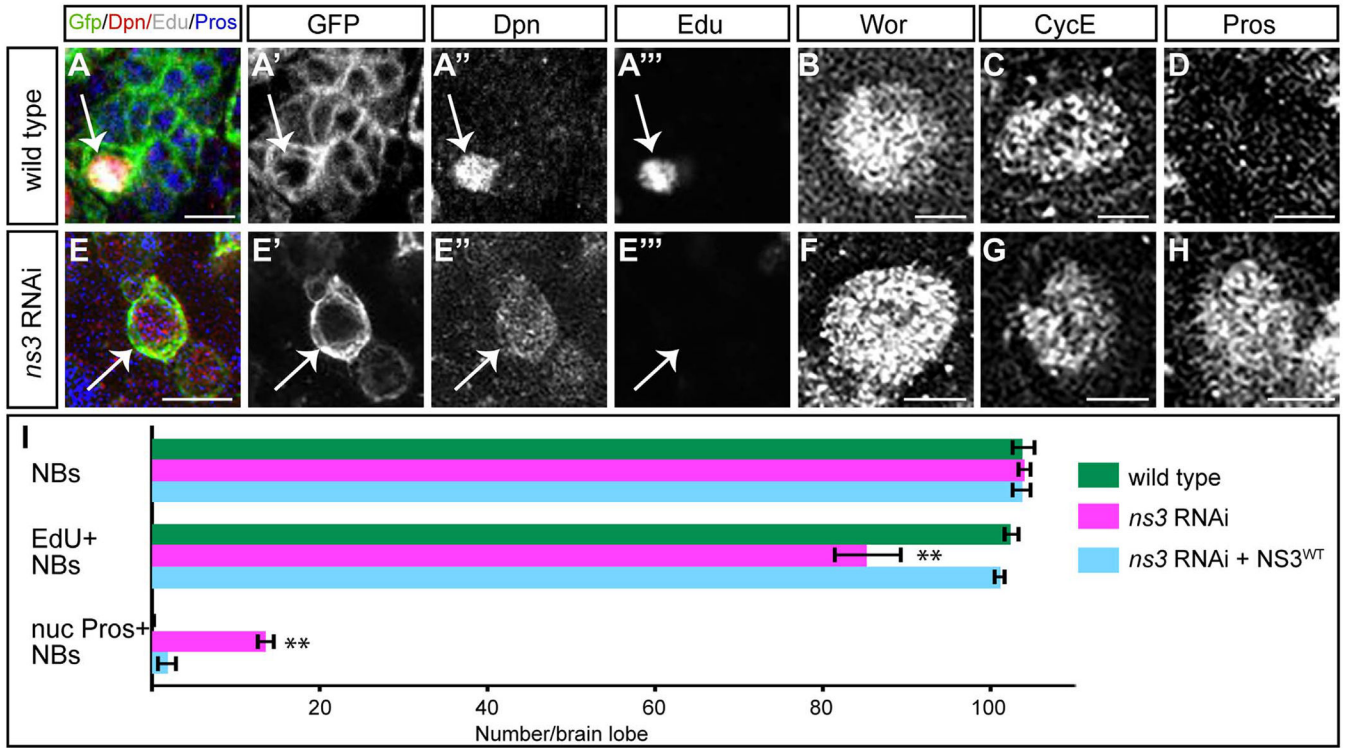 Gfp/Dpn/Edu/Pros GFP Dpn Edu Wor CycE Pros
wild type
A A’ A’’ A’’’ B C D
ns3 RNAi
E E’ E’’ E’’’ F G H
I
NBs
EdU+
NBs
**
nuc Pros+
NBs
**
wild type
ns3 RNAi
ns3 RNAi + NS3WT
20 40 60 80 100
Number/brain lobe